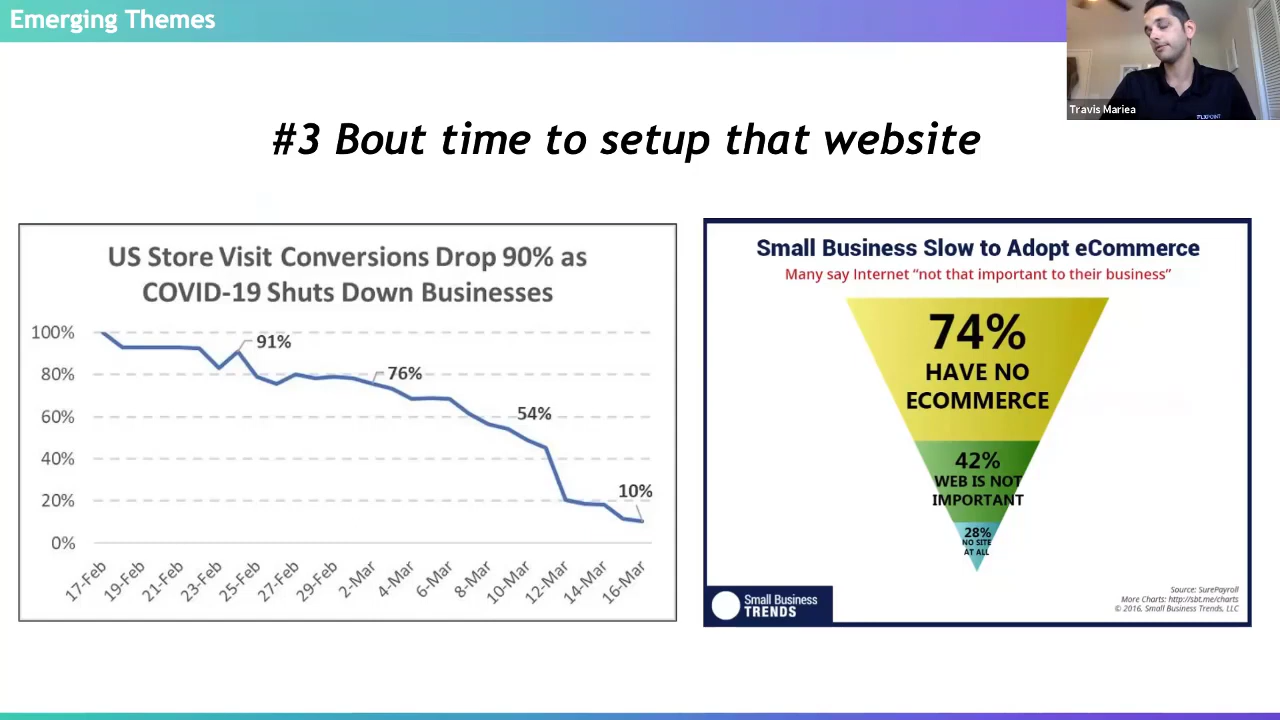 Emerging Themes
Travis Mariea
FLXPOINT
#3 Bout time to setup that website
US Store Visit Conversions Drop 90% as
COVID-19 Shuts Down Businesses
100%
80%
60%
40%
20%
0%
91%
76%
54%
10%
17-Feb
19-Feb
21-Feb
23-Feb
25-Feb
27-Feb
29-Feb
2-Mar
4-Mar
6-Mar
8-Mar
10-Mar
12-Mar
14-Mar
16-Mar
Small Business Slow to Adopt eCommerce
Many say Internet “not that important to their business”
74%
HAVE NO
ECOMMERCE
42%
WEB IS NOT
IMPORTANT
28%
NO SITE
AT ALL
Small Business
TRENDS
Source: SurePayroll
More Charts: http://sbt.me/charts
© 2016, Small Business Trends, LLC